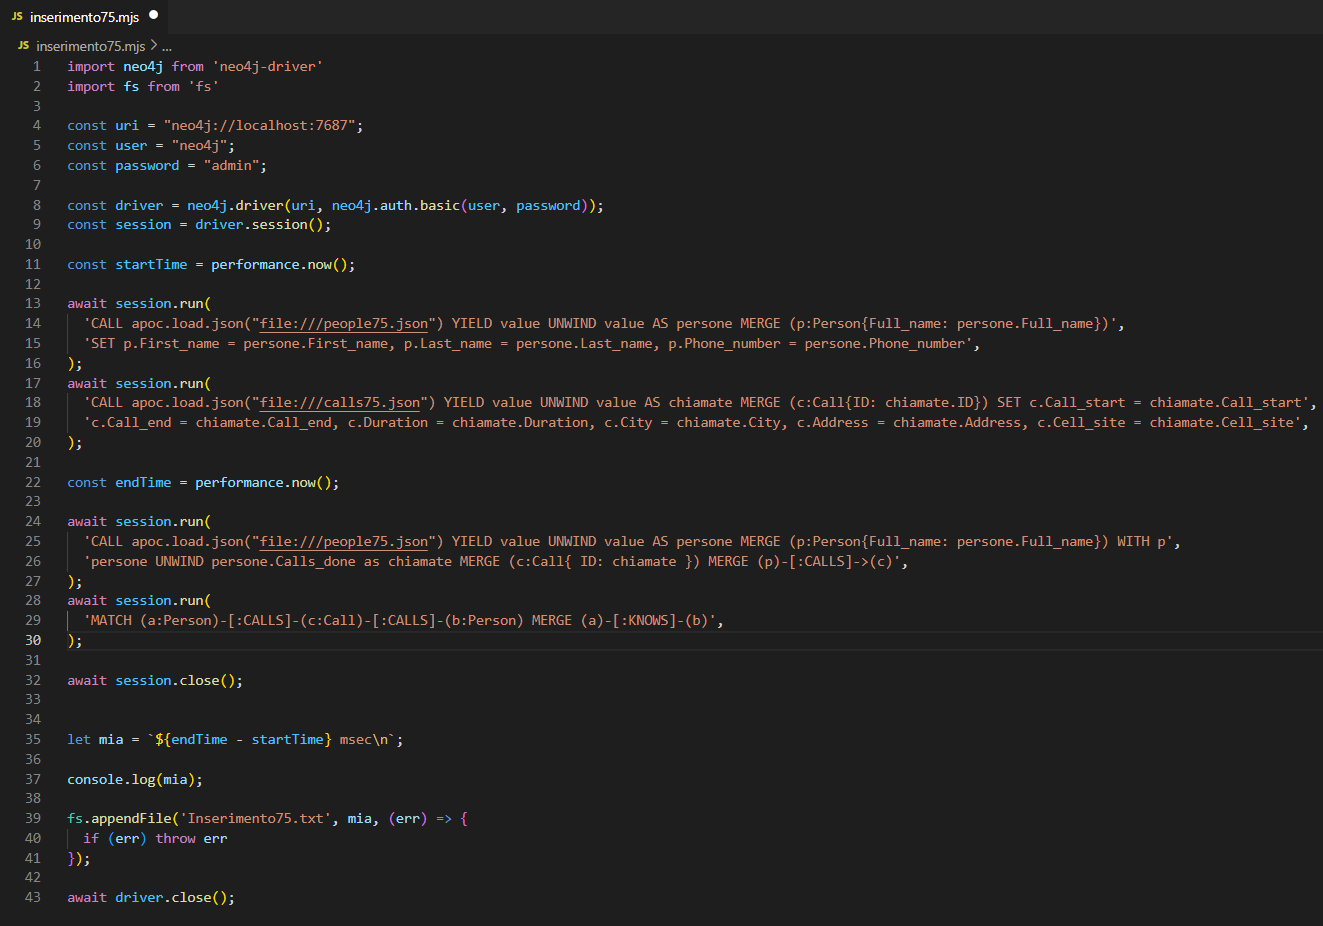 JS inserimento75.mjs ●
JS inserimento75.mjs > ...
1 import neo4j from 'neo4j-driver'
2 import fs from 'fs'
3
4 const uri = "neo4j://localhost:7687";
5 const user = "neo4j";
6 const password = "admin";
7
8 const driver = neo4j.driver(uri, neo4j.auth.basic(user, password));
9 const session = driver.session();
10
11 const startTime = performance.now();
12
13 await session.run(
14   'CALL apoc.load.json("file:///people75.json") YIELD value UNWIND value AS persone MERGE (p:Person{Full_name: persone.Full_name})',
15   'SET p.First_name = persone.First_name, p.Last_name = persone.Last_name, p.Phone_number = persone.Phone_number',
16 );
17 await session.run(
18   'CALL apoc.load.json("file:///calls75.json") YIELD value UNWIND value AS chiamate MERGE (c:Call{ID: chiamate.ID}) SET c.Call_start = chiamate.Call_start',
19   'c.Call_end = chiamate.Call_end, c.Duration = chiamate.Duration, c.City = chiamate.City, c.Address = chiamate.Address, c.Cell_site = chiamate.Cell_site',
20 );
21
22 const endTime = performance.now();
23
24 await session.run(
25   'CALL apoc.load.json("file:///people75.json") YIELD value UNWIND value AS persone MERGE (p:Person{Full_name: persone.Full_name}) WITH p',
26   'persone UNWIND persone.Calls_done as chiamate MERGE (c:Call{ ID: chiamate }) MERGE (p)-[:CALLS]->(c)',
27 );
28 await session.run(
29   'MATCH (a:Person)-[:CALLS]-(c:Call)-[:CALLS]-(b:Person) MERGE (a)-[:KNOWS]-(b)',
30 );
31
32 await session.close();
33
34
35 let mia = `${endTime - startTime} msec\n`;
36
37 console.log(mia);
38
39 fs.appendFile('Inserimento75.txt', mia, (err) => {
40   if (err) throw err
41 });
42
43 await driver.close();